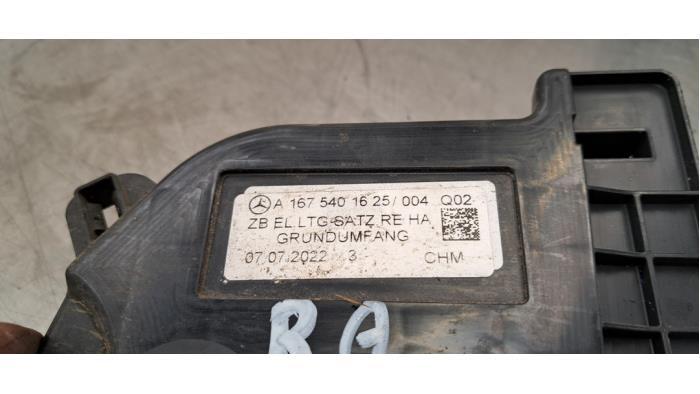 A 167 540 16 25/ 004 Q02
ZB EL.LTG-SATZ RE HA
GRUNDUMFANG
07.07.2022 3 CHM
RA